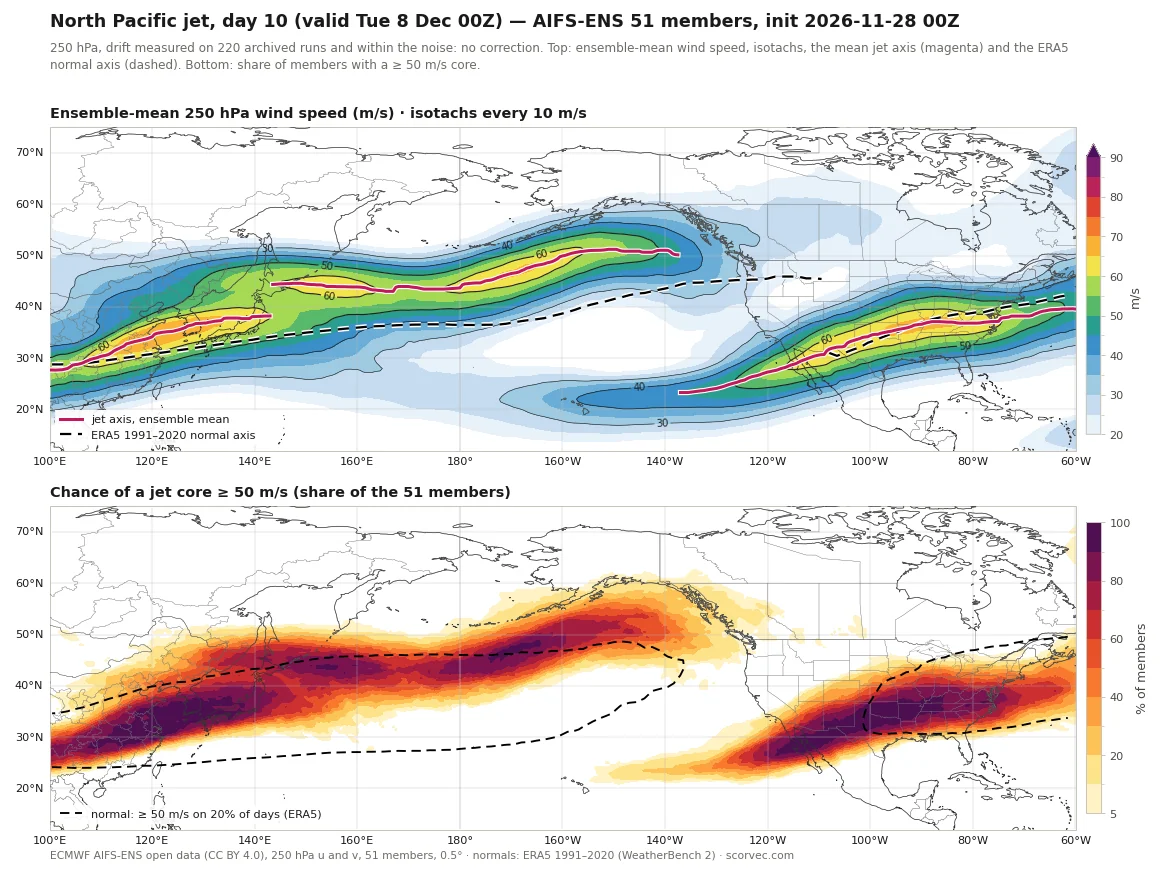 North Pacific jet, day 10 (valid Tue 8 Dec 00Z) — AIFS-ENS 51 members, init 2026-11-28 00Z
250 hPa, drift measured on 220 archived runs and within the noise: no correction. Top: ensemble-mean wind speed, isotachs, the mean jet axis (magenta) and the ERA5
normal axis (dashed). Bottom: share of members with a ≥ 50 m/s core.
Ensemble-mean 250 hPa wind speed (m/s) · isotachs every 10 m/s
70°N
60°N
50°N
40°N
30°N
20°N
30
50
60
60
40
60
40
30
60
50
jet axis, ensemble mean
ERA5 1991–2020 normal axis
100°E 120°E 140°E 160°E 180° 160°W 140°W 120°W 100°W 80°W 60°W
90
80
70
60
50
40
30
20
m/s
Chance of a jet core ≥ 50 m/s (share of the 51 members)
70°N
60°N
50°N
40°N
30°N
20°N
normal: ≥ 50 m/s on 20% of days (ERA5)
100°E 120°E 140°E 160°E 180° 160°W 140°W 120°W 100°W 80°W 60°W
100
80
60
40
20
5
% of members
ECMWF AIFS-ENS open data (CC BY 4.0), 250 hPa u and v, 51 members, 0.5° · normals: ERA5 1991–2020 (WeatherBench 2) · scorvec.com